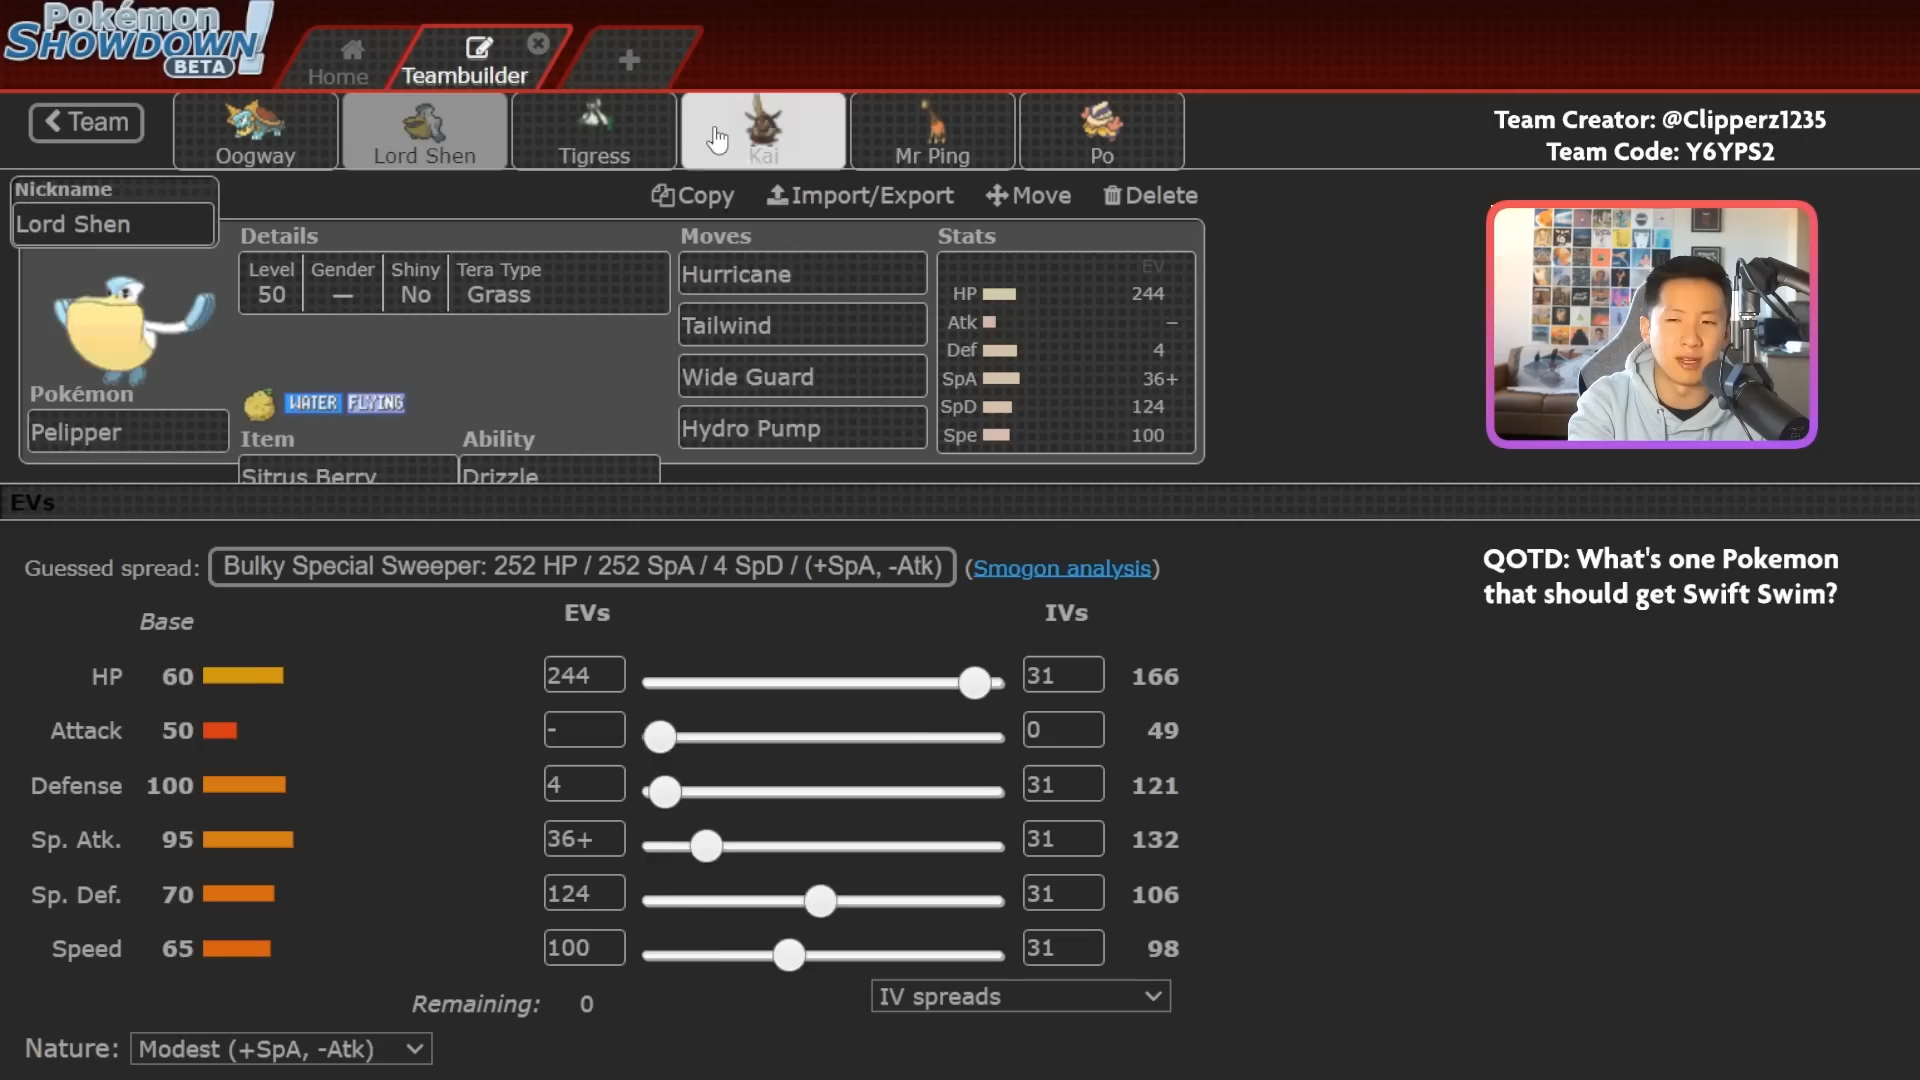 Pokémon
SHOWDOWN!
BETA
Home
Teambuilder
Team
Oogway
Lord Shen
Tigress
Kai
Mr Ping
Po
Team Creator: @Clipperz1235
Team Code: Y6YPS2
Nickname
Lord Shen
Copy
Import/Export
Move
Delete
Details
Level
50
Gender
—
Shiny
No
Tera Type
Grass
Pokémon
Pelipper
WATER FLYING
Item
Sitrus Berry
Ability
Drizzle
Moves
Hurricane
Tailwind
Wide Guard
Hydro Pump
Stats
EV
HP 244
Atk –
Def 4
SpA 36+
SpD 124
Spe 100
EVs
Guessed spread: Bulky Special Sweeper: 252 HP / 252 SpA / 4 SpD / (+SpA, -Atk) (Smogon analysis)
QOTD: What's one Pokemon
that should get Swift Swim?
Base EVs IVs
HP 60 244 31 166
Attack 50 - 0 49
Defense 100 4 31 121
Sp. Atk. 95 36+ 31 132
Sp. Def. 70 124 31 106
Speed 65 100 31 98
Remaining: 0
IV spreads
Nature: Modest (+SpA, -Atk)